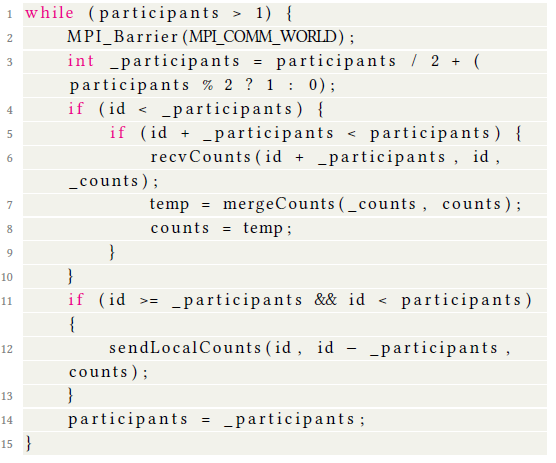 1 while (participants > 1) {
2 MPI_Barrier(MPI_COMM_WORLD);
3 int _participants = participants / 2 + (
participants % 2 ? 1 : 0);
4 if (id < _participants) {
5 if (id + _participants < participants) {
6 recvCounts(id + _participants, id,
_counts);
7 temp = mergeCounts(_counts, counts);
8 counts = temp;
9 }
10 }
11 if (id >= _participants && id < participants)
{
12 sendLocalCounts(id, id − _participants,
counts);
13 }
14 participants = _participants;
15 }